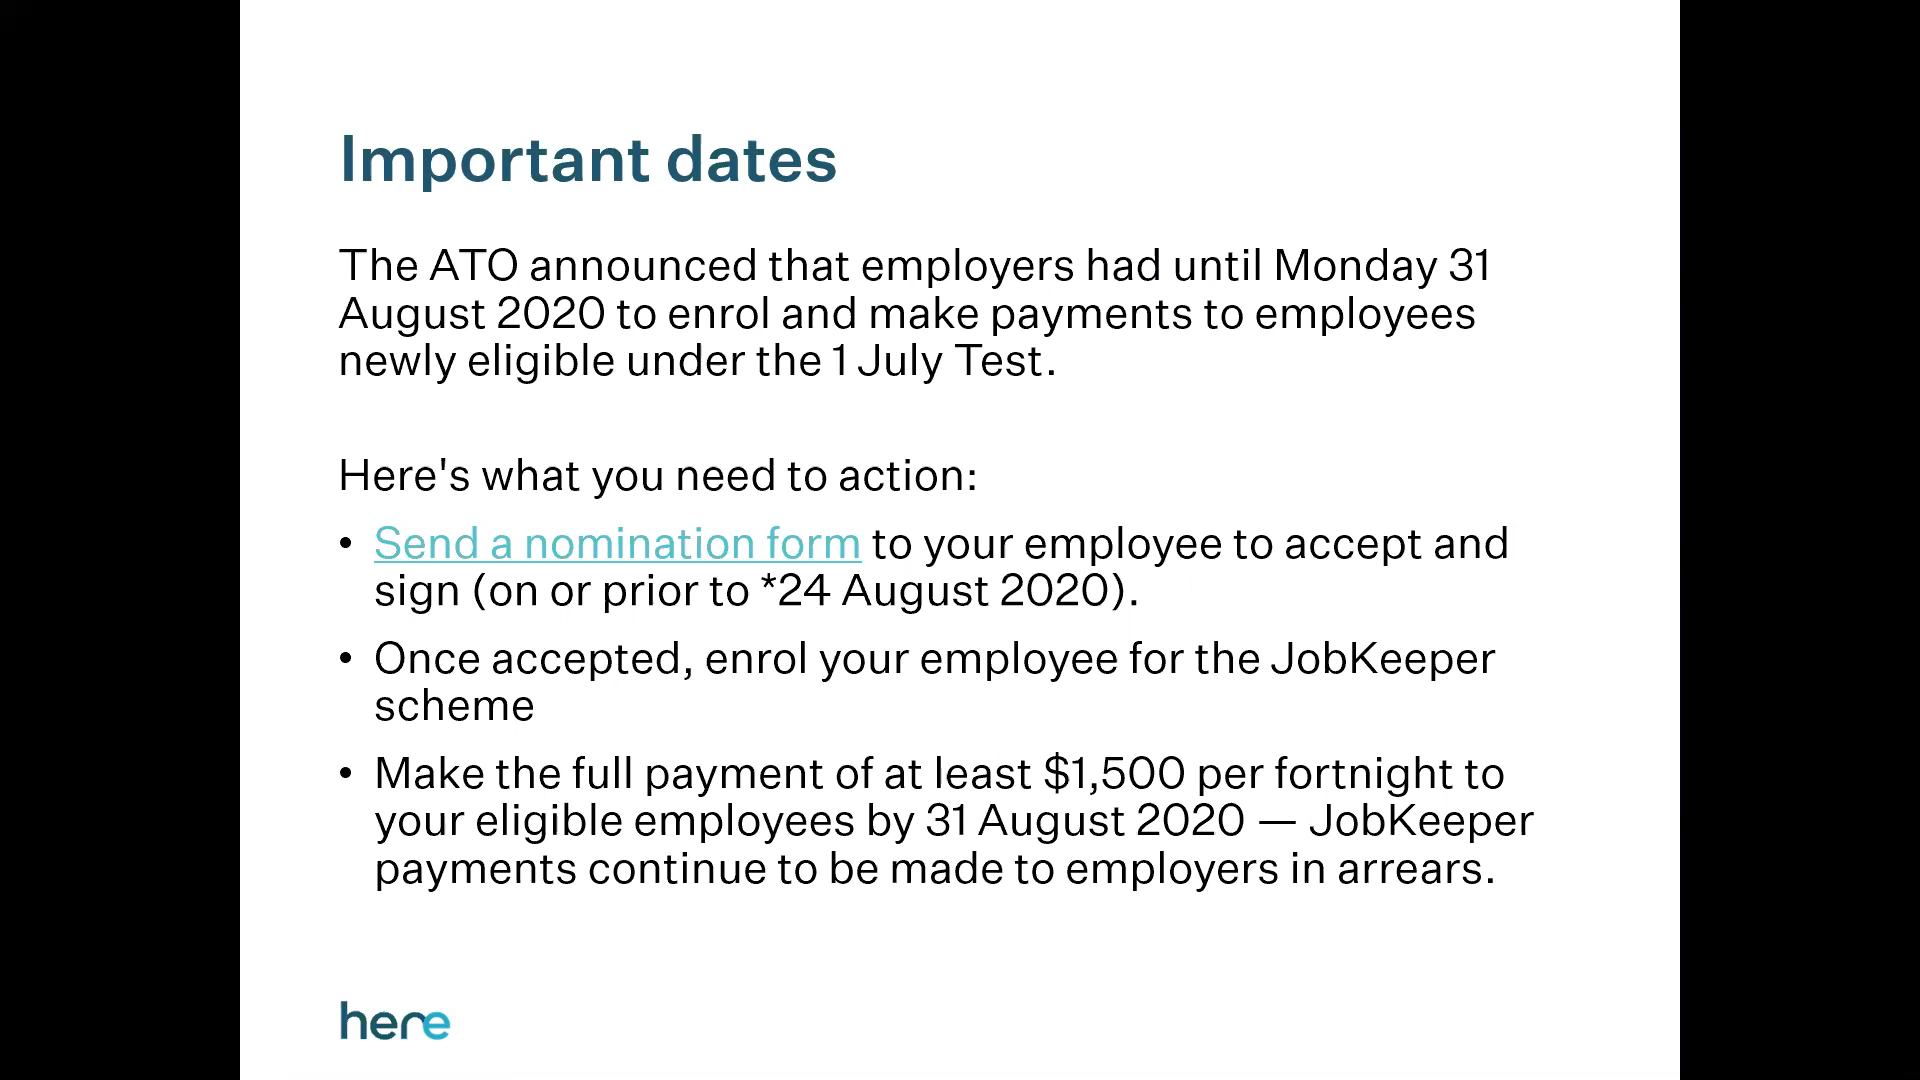 Important dates
The ATO announced that employers had until Monday 31
August 2020 to enrol and make payments to employees
newly eligible under the 1 July Test.
Here's what you need to action:
• Send a nomination form to your employee to accept and
sign (on or prior to *24 August 2020).
• Once accepted, enrol your employee for the JobKeeper
scheme
• Make the full payment of at least $1,500 per fortnight to
your eligible employees by 31 August 2020 — JobKeeper
payments continue to be made to employers in arrears.
here